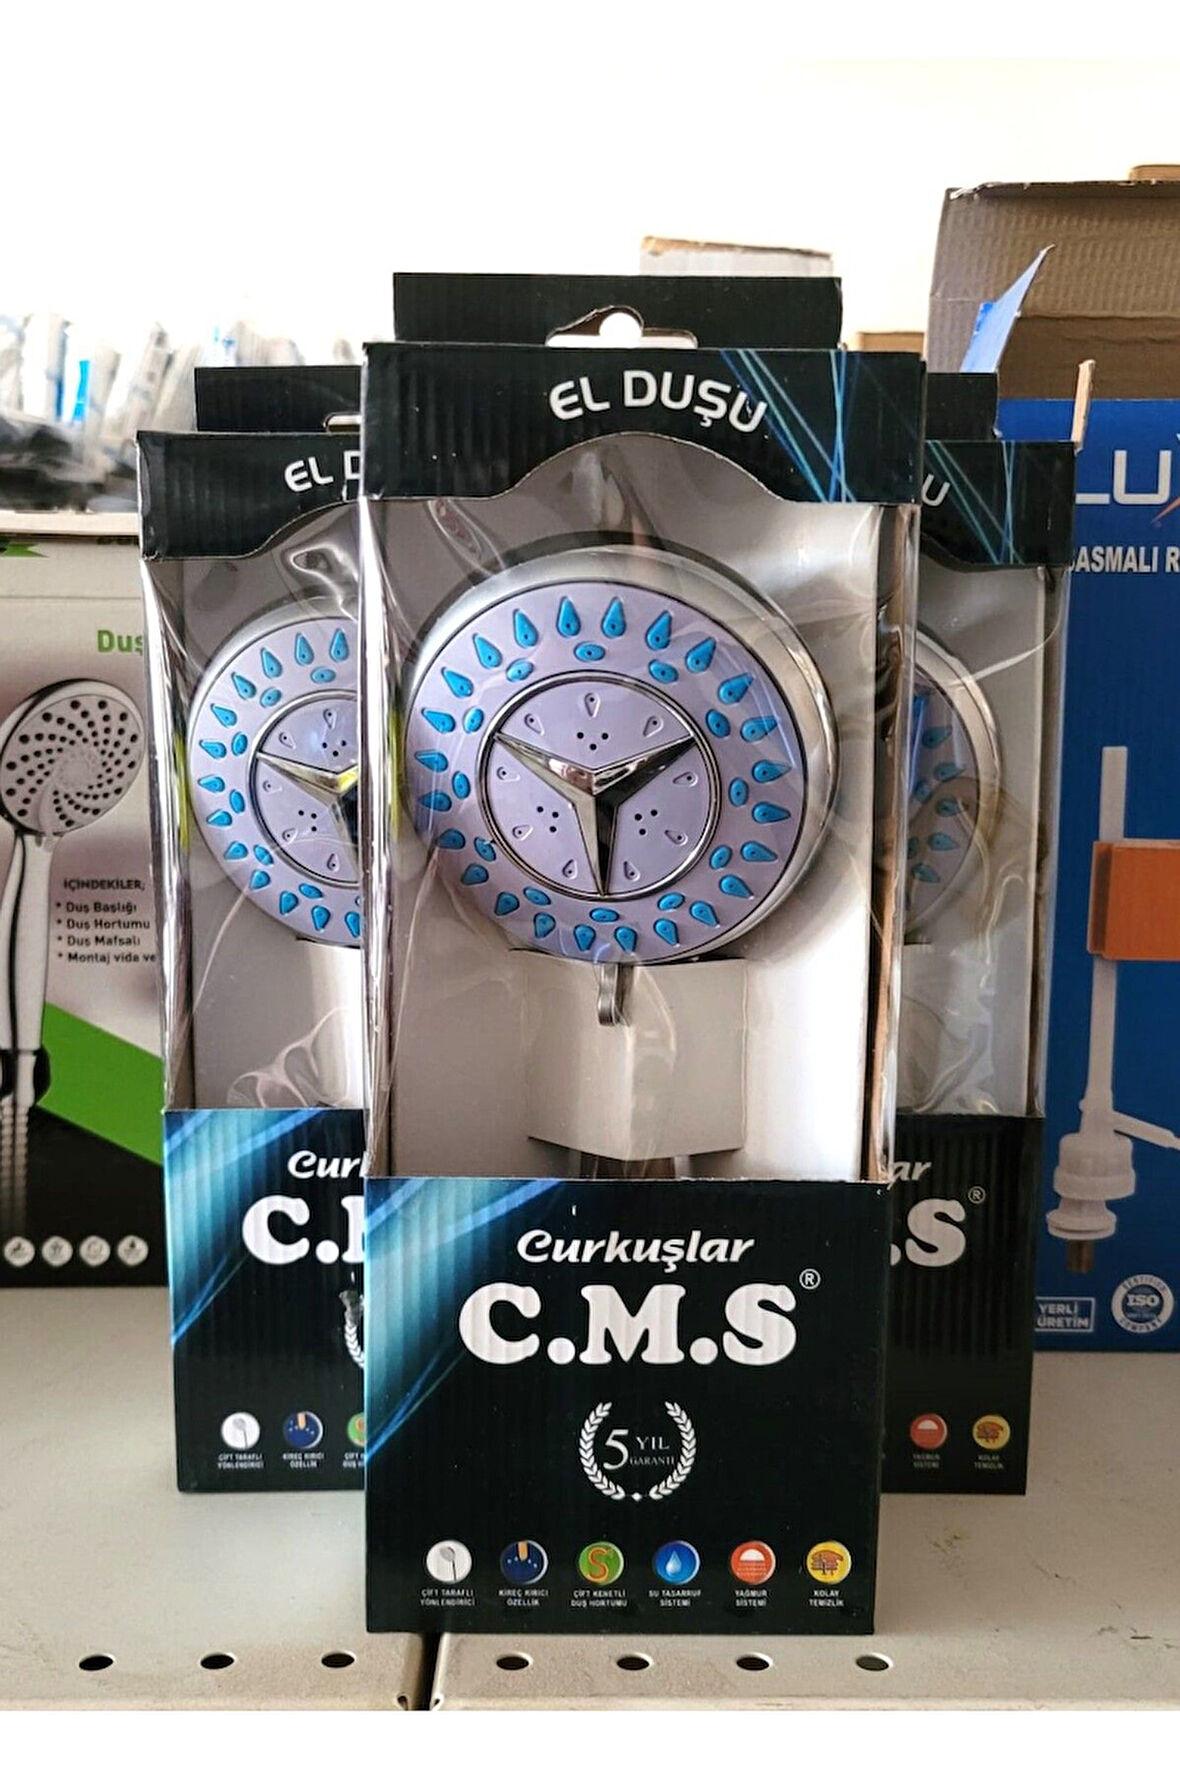 EL DUŞU
Curkuşlar
C.M.S®
5 YIL
GARANTİ
ÇİFT TARAFLI
YÖNLENDİRİCİ
KİREÇ KIRICI
ÖZELLİK
ÇİFT KENETLİ
DUŞ HORTUMU
SU TASARRUF
SİSTEMİ
YAĞMUR
SİSTEMİ
KOLAY
TEMİZLİK
EL D
Curk
C.
ÇİFT TARAFLI
YÖNLENDİRİCİ
KİREÇ KIRICI
ÖZELLİK
U
ar
.S®
YAĞMUR
SİSTEMİ
KOLAY
TEMİZLİK
Duş
İÇİNDEKİLER;
* Duş Başlığı
* Duş Hortumu
* Duş Mafsalı
* Montaj vida ve
LU
BASMALI R
YERLİ
ÜRETİM
CERTIFIED
ISO
COMPANY